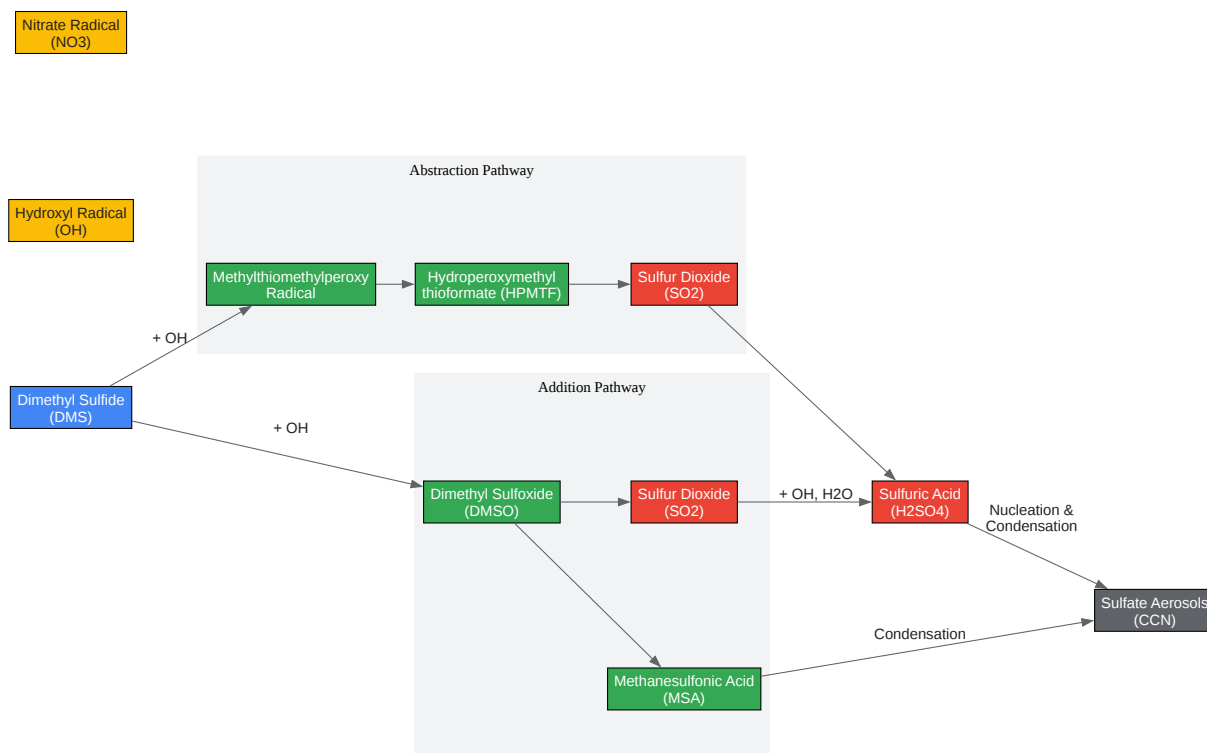 Nitrate Radical
(NO3)
Abstraction Pathway
Hydroxyl Radical
(OH)
Methylthiomethylperoxy
Radical
Hydroperoxymethyl
thioformate (HPMTF)
Sulfur Dioxide
(SO2)
+ OH
Addition Pathway
Dimethyl Sulfide
(DMS)
+ OH
Dimethyl Sulfoxide
(DMSO)
Sulfur Dioxide
(SO2)
+ OH, H2O
Sulfuric Acid
(H2SO4)
Nucleation &
Condensation
Sulfate Aerosols
(CCN)
Condensation
Methanesulfonic Acid
(MSA)